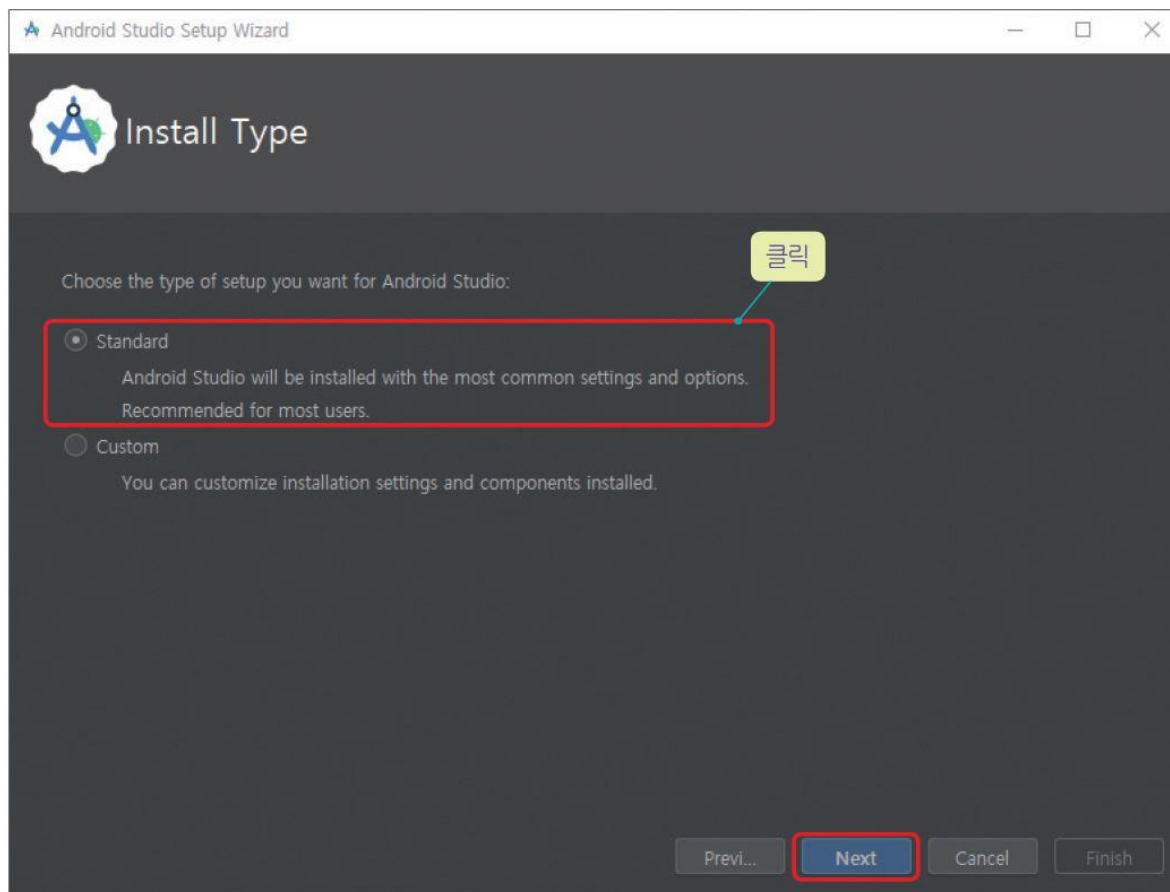 Android Studio Setup Wizard
Install Type
클릭
Choose the type of setup you want for Android Studio:
Standard
Android Studio will be installed with the most common settings and options.
Recommended for most users.
Custom
You can customize installation settings and components installed.
Previ... Next Cancel Finish